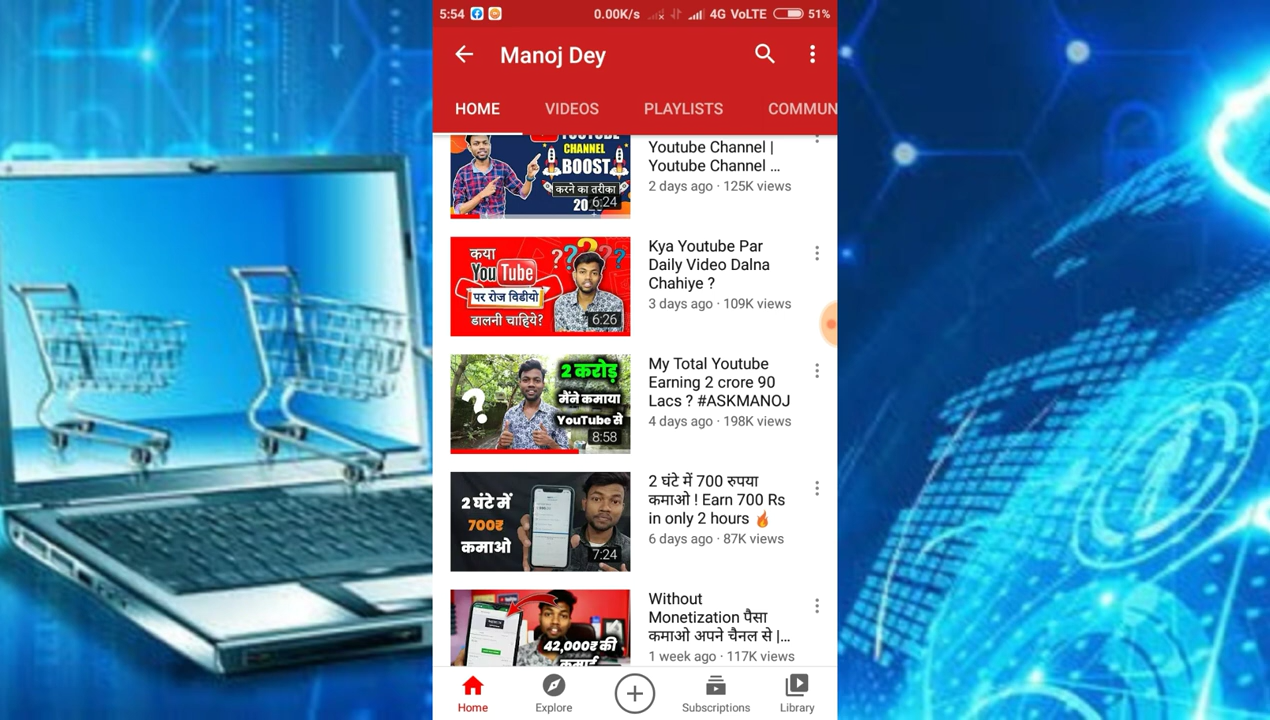 5:54
0.00K/s
4G VoLTE
51%
Manoj Dey
HOME
VIDEOS
PLAYLISTS
COMMUN
YOUTUBE
CHANNEL
BOOST
करने का तरीका
6:24
Youtube Channel |
Youtube Channel ...
2 days ago · 125K views
क्या
YouTube
पर रोज विडीयो
डालनी चाहिये?
6:26
Kya Youtube Par
Daily Video Dalna
Chahiye ?
3 days ago · 109K views
2 करोड़
मैंने कमाया
YouTube से
8:58
My Total Youtube
Earning 2 crore 90
Lacs ? #ASKMANOJ
4 days ago · 198K views
2 घंटे में
700₹
कमाओ
7:24
2 घंटे में 700 रुपया
कमाओ ! Earn 700 Rs
in only 2 hours 🔥
6 days ago · 87K views
42,000₹ की
Without
Monetization पैसा
कमाओ अपने चैनल से |...
1 week ago · 117K views
Home
Explore
Subscriptions
Library